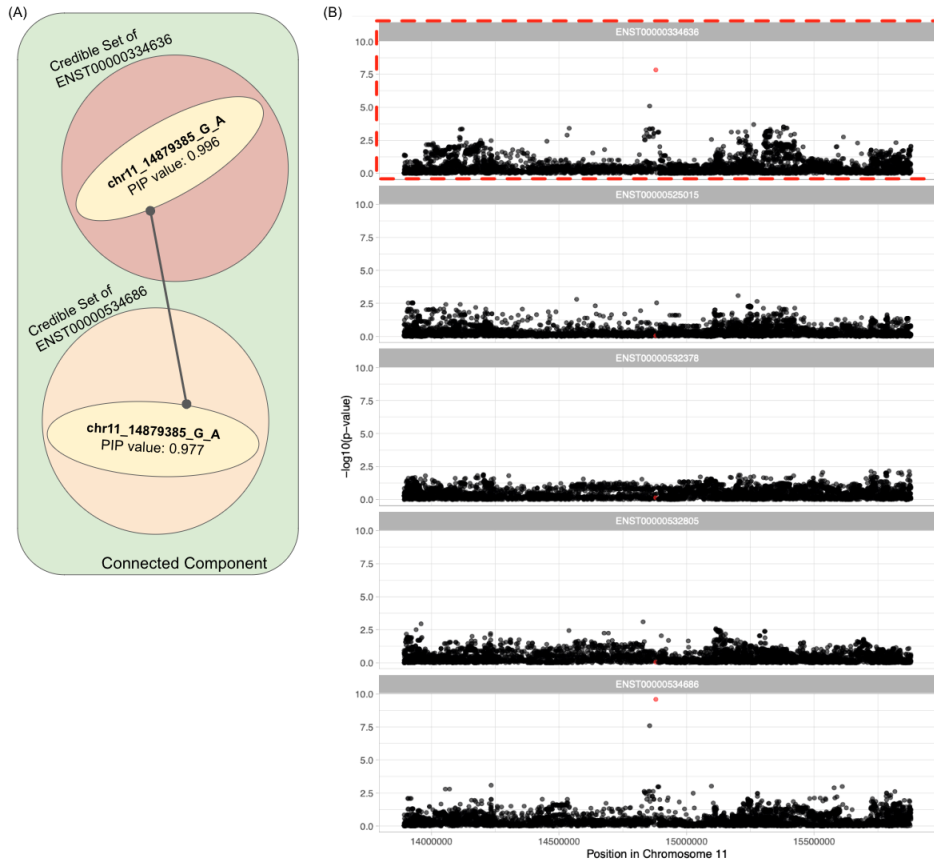 (A)
Credible Set of
ENST00000334636
chr11_14879385_G_A
PIP value: 0.996
Credible Set of
ENST00000534686
chr11_14879385_G_A
PIP value: 0.977
Connected Component
(B)
ENST00000334636
10.0
7.5
5.0
2.5
0.0
ENST00000525015
10.0
7.5
5.0
2.5
0.0
ENST00000532378
10.0
7.5
5.0
2.5
0.0
ENST00000532805
10.0
7.5
5.0
2.5
0.0
ENST00000534686
10.0
7.5
5.0
2.5
0.0
−log10(p−value)
14000000 14500000 15000000 15500000
Position in Chromosome 11